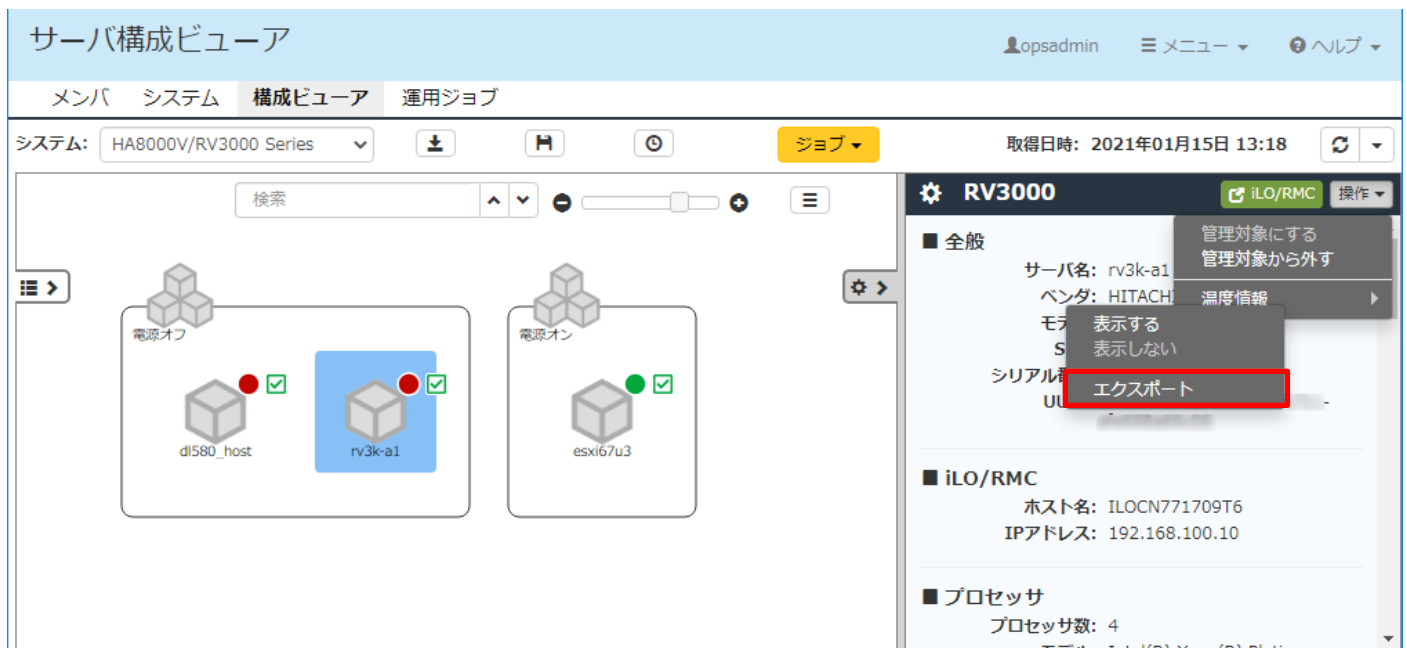 サーバ構成ビューア
opsadmin メニュー ヘルプ
メンバ システム 構成ビューア 運用ジョブ
システム: HA8000V/RV3000 Series ジョブ 取得日時: 2021年01月15日 13:18
検索
RV3000 iLO/RMC 操作
管理対象にする
管理対象から外す
温度情報
表示する
表示しない
エクスポート
全般
サーバ名: rv3k-a1
ベンダ: HITACHI
シリアル
電源オフ
dl580_host
rv3k-a1
電源オン
esxi67u3
iLO/RMC
ホスト名: ILOCN771709T6
IPアドレス: 192.168.100.10
プロセッサ
プロセッサ数: 4